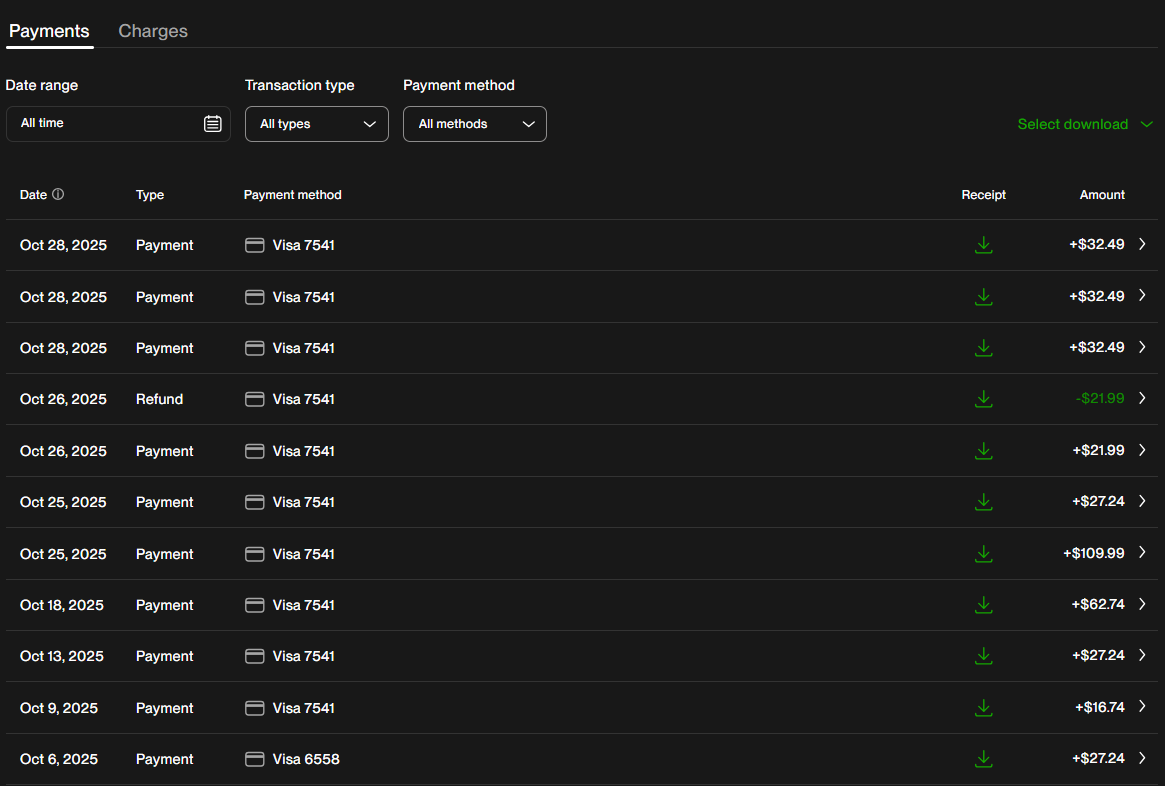 Payments Charges
Date range Transaction type Payment method
All time All types All methods Select download
Date Type Payment method Receipt Amount
Oct 28, 2025 Payment Visa 7541 +$32.49
Oct 28, 2025 Payment Visa 7541 +$32.49
Oct 28, 2025 Payment Visa 7541 +$32.49
Oct 26, 2025 Refund Visa 7541 -$21.99
Oct 26, 2025 Payment Visa 7541 +$21.99
Oct 25, 2025 Payment Visa 7541 +$27.24
Oct 25, 2025 Payment Visa 7541 +$109.99
Oct 18, 2025 Payment Visa 7541 +$62.74
Oct 13, 2025 Payment Visa 7541 +$27.24
Oct 9, 2025 Payment Visa 7541 +$16.74
Oct 6, 2025 Payment Visa 6558 +$27.24